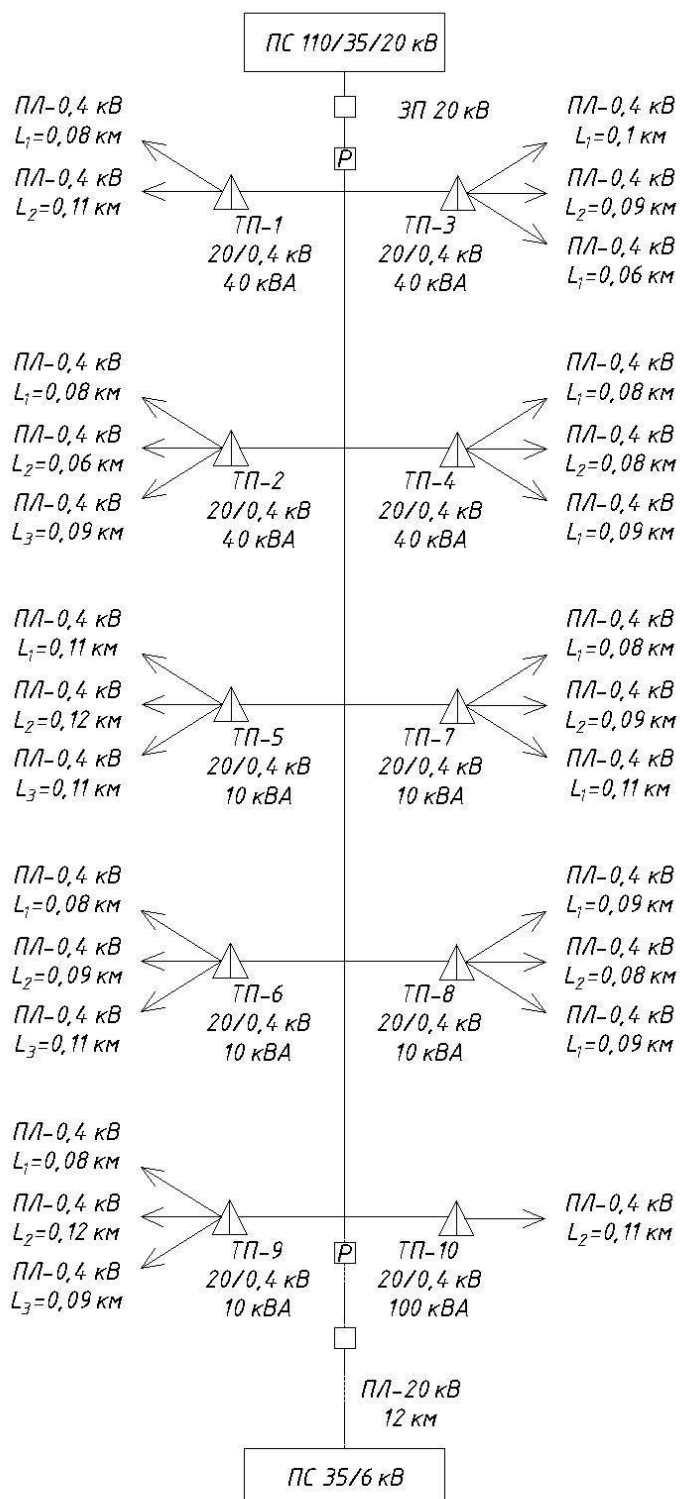 ПС 110/35/20 кВ
ЗП 20 кВ
Р
ПЛ-0,4 кВ
L₁=0,08 км
ПЛ-0,4 кВ
L₂=0,11 км
ТП-1
20/0,4 кВ
40 кВА
ТП-3
20/0,4 кВ
40 кВА
ПЛ-0,4 кВ
L₁=0,1 км
ПЛ-0,4 кВ
L₂=0,09 км
ПЛ-0,4 кВ
L₁=0,06 км
ПЛ-0,4 кВ
L₁=0,08 км
ПЛ-0,4 кВ
L₂=0,06 км
ПЛ-0,4 кВ
L₃=0,09 км
ТП-2
20/0,4 кВ
40 кВА
ТП-4
20/0,4 кВ
40 кВА
ПЛ-0,4 кВ
L₁=0,08 км
ПЛ-0,4 кВ
L₂=0,08 км
ПЛ-0,4 кВ
L₁=0,09 км
ПЛ-0,4 кВ
L₁=0,11 км
ПЛ-0,4 кВ
L₂=0,12 км
ПЛ-0,4 кВ
L₃=0,11 км
ТП-5
20/0,4 кВ
10 кВА
ТП-7
20/0,4 кВ
10 кВА
ПЛ-0,4 кВ
L₁=0,08 км
ПЛ-0,4 кВ
L₂=0,09 км
ПЛ-0,4 кВ
L₁=0,11 км
ПЛ-0,4 кВ
L₁=0,08 км
ПЛ-0,4 кВ
L₂=0,09 км
ПЛ-0,4 кВ
L₃=0,11 км
ТП-6
20/0,4 кВ
10 кВА
ТП-8
20/0,4 кВ
10 кВА
ПЛ-0,4 кВ
L₁=0,09 км
ПЛ-0,4 кВ
L₂=0,08 км
ПЛ-0,4 кВ
L₁=0,09 км
ПЛ-0,4 кВ
L₁=0,08 км
ПЛ-0,4 кВ
L₂=0,12 км
ПЛ-0,4 кВ
L₃=0,09 км
ТП-9
20/0,4 кВ
10 кВА
Р
ТП-10
20/0,4 кВ
100 кВА
ПЛ-0,4 кВ
L₂=0,11 км
ПЛ-20 кВ
12 км
ПС 35/6 кВ